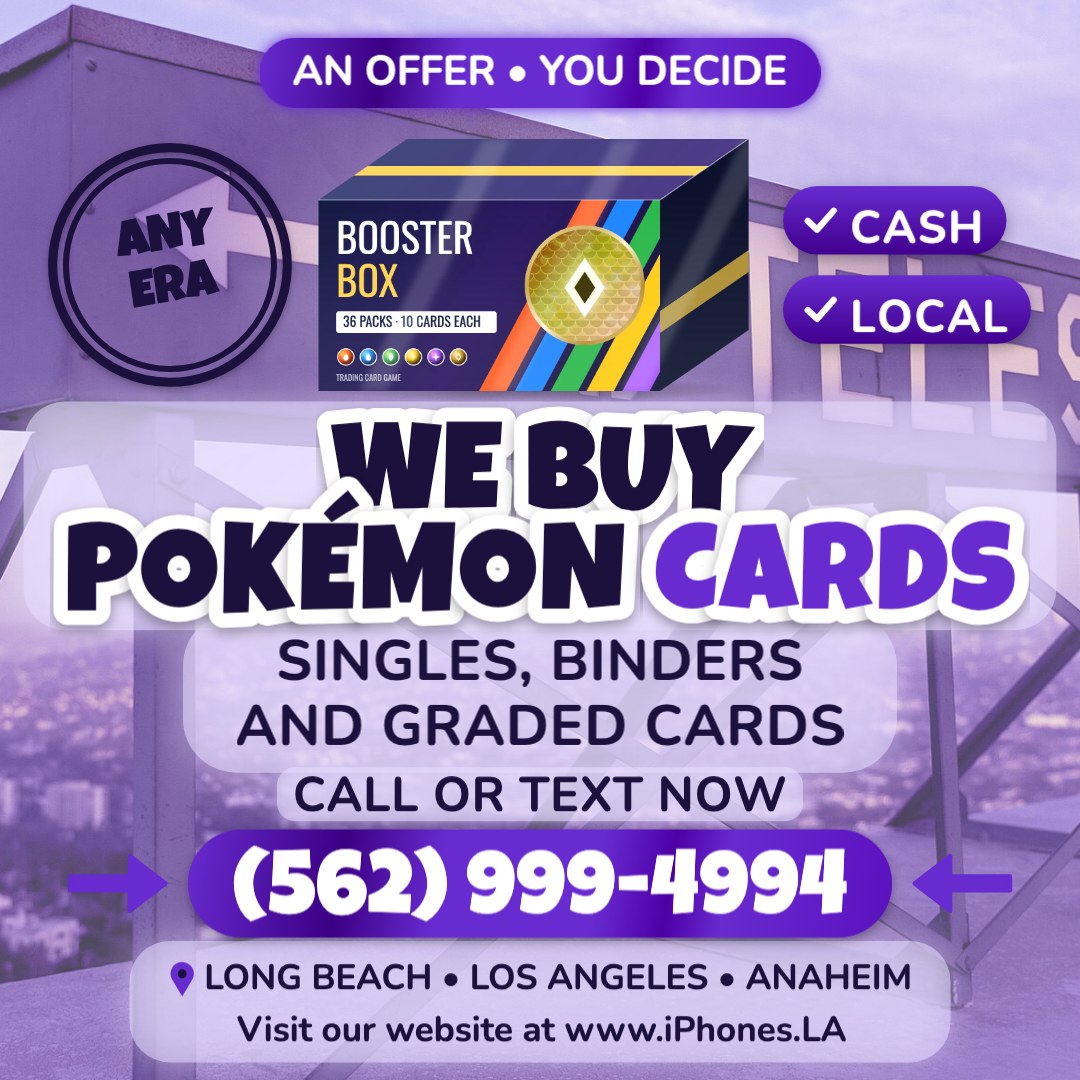 AN OFFER • YOU DECIDE
ANY
ERA
BOOSTER
BOX
36 PACKS · 10 CARDS EACH
TRADING CARD GAME
CASH
LOCAL
TELES
WE BUY
POKÉMON CARDS
SINGLES, BINDERS
AND GRADED CARDS
CALL OR TEXT NOW
(562) 999-4994
LONG BEACH • LOS ANGELES • ANAHEIM
Visit our website at www.iPhones.LA